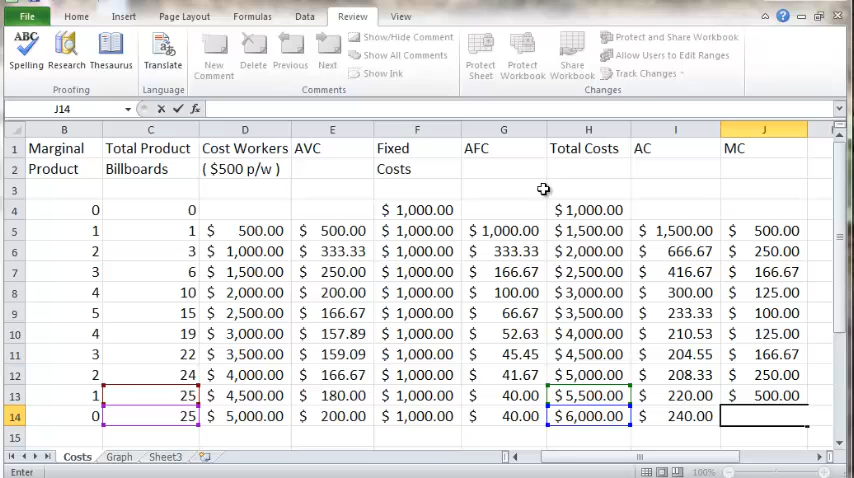 File Home Insert Page Layout Formulas Data Review View
ABC Show/Hide Comment Protect and Share Workbook
Show All Comments Allow Users to Edit Ranges
Spelling Research Thesaurus Translate New Comment Delete Previous Next Show Ink Protect Sheet Protect Workbook Share Workbook Track Changes
Proofing Language Comments Changes
J14 fx
B C D E F G H I J
1 Marginal Total Product Cost Workers AVC Fixed AFC Total Costs AC MC
2 Product Billboards ( $500 p/w ) Costs
3
4 0 0 $ 1,000.00 $ 1,000.00
5 1 1 $ 500.00 $ 500.00 $ 1,000.00 $ 1,000.00 $ 1,500.00 $ 1,500.00 $ 500.00
6 2 3 $ 1,000.00 $ 333.33 $ 1,000.00 $ 333.33 $ 2,000.00 $ 666.67 $ 250.00
7 3 6 $ 1,500.00 $ 250.00 $ 1,000.00 $ 166.67 $ 2,500.00 $ 416.67 $ 166.67
8 4 10 $ 2,000.00 $ 200.00 $ 1,000.00 $ 100.00 $ 3,000.00 $ 300.00 $ 125.00
9 5 15 $ 2,500.00 $ 166.67 $ 1,000.00 $ 66.67 $ 3,500.00 $ 233.33 $ 100.00
10 4 19 $ 3,000.00 $ 157.89 $ 1,000.00 $ 52.63 $ 4,000.00 $ 210.53 $ 125.00
11 3 22 $ 3,500.00 $ 159.09 $ 1,000.00 $ 45.45 $ 4,500.00 $ 204.55 $ 166.67
12 2 24 $ 4,000.00 $ 166.67 $ 1,000.00 $ 41.67 $ 5,000.00 $ 208.33 $ 250.00
13 1 25 $ 4,500.00 $ 180.00 $ 1,000.00 $ 40.00 $ 5,500.00 $ 220.00 $ 500.00
14 0 25 $ 5,000.00 $ 200.00 $ 1,000.00 $ 40.00 $ 6,000.00 $ 240.00
15
Costs Graph Sheet3
Enter 100%